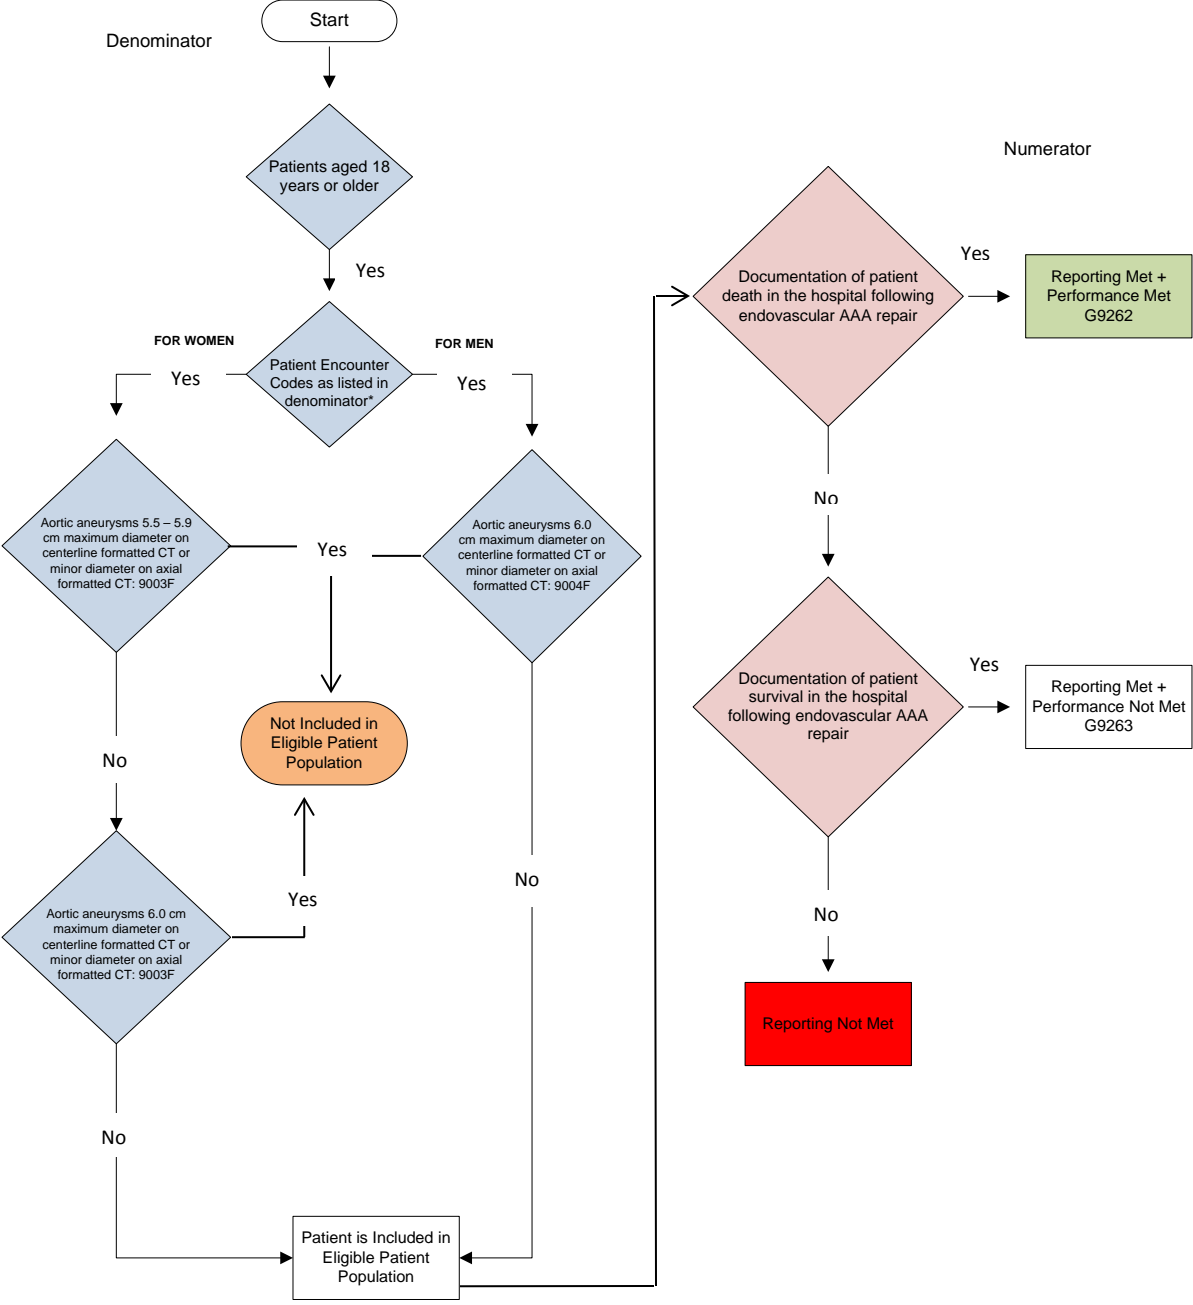 Start
Denominator
Patients aged 18
years or older
Yes
FOR WOMEN
FOR MEN
Yes
Patient Encounter
Codes as listed in
denominator*
Yes
Aortic aneurysms 5.5 – 5.9
cm maximum diameter on
centerline formatted CT or
minor diameter on axial
formatted CT: 9003F
Yes
Aortic aneurysms 6.0
cm maximum diameter on
centerline formatted CT or
minor diameter on axial
formatted CT: 9004F
Not Included in
Eligible Patient
Population
No
Yes
No
Aortic aneurysms 6.0 cm
maximum diameter on
centerline formatted CT or
minor diameter on axial
formatted CT: 9003F
No
Patient is Included in
Eligible Patient
Population
Numerator
Documentation of patient
death in the hospital following
endovascular AAA repair
Yes
Reporting Met +
Performance Met
G9262
No
Documentation of patient
survival in the hospital
following endovascular AAA
repair
Yes
Reporting Met +
Performance Not Met
G9263
No
Reporting Not Met